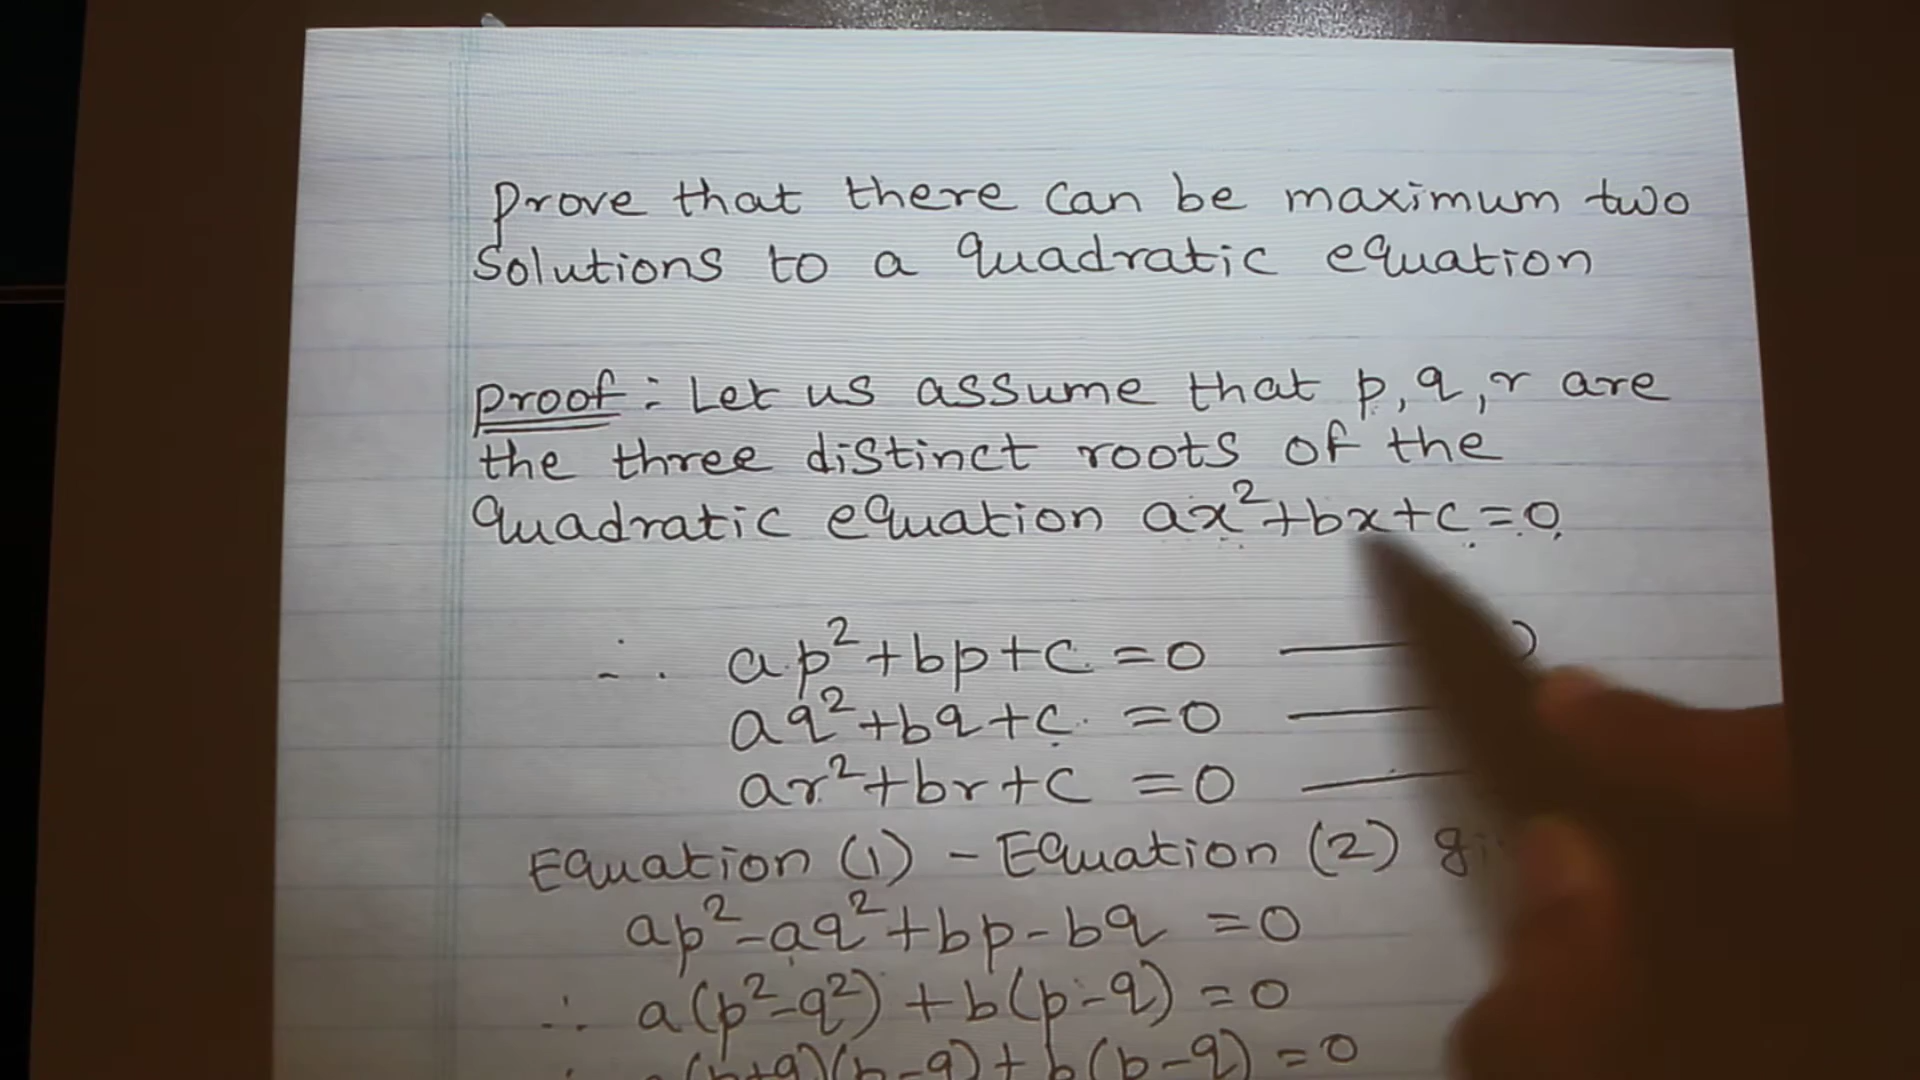 Prove that there can be maximum two
solutions to a quadratic equation
Proof: Let us assume that p, q, r are
the three distinct roots of the
quadratic equation ax²+bx+c=0
∴ ap²+bp+c=0
aq²+bq+c=0
ar²+br+c=0
Equation (1) - Equation (2)
ap²-aq²+bp-bq=0
∴ a(p²-q²)+b(p-q)=0
∴ a(p+q)(p-q)+b(p-q)=0